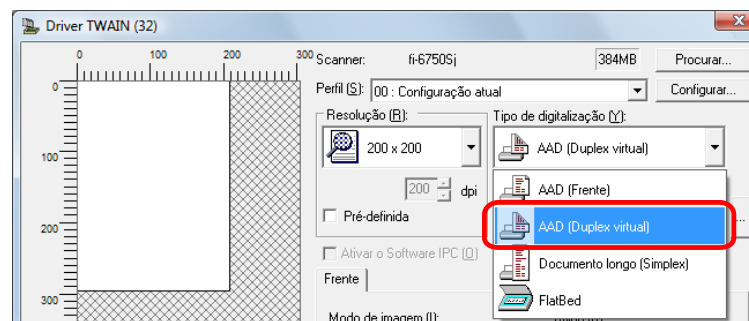 Driver TWAIN (32)
0 100 200 300
0
100
200
300
Scanner: fi-6750Sj 384MB Procurar...
Perfil (S): 00 : Configuração atual Configurar...
Resolução (R): Tipo de digitalização (Y):
200 x 200 AAD (Duplex virtual)
200 dpi AAD (Frente)
Pré-definida AAD (Duplex virtual) ...
Ativar o Software IPC (O) Documento longo (Simplex)
Frente FlatBed
Modo de imagem (I):